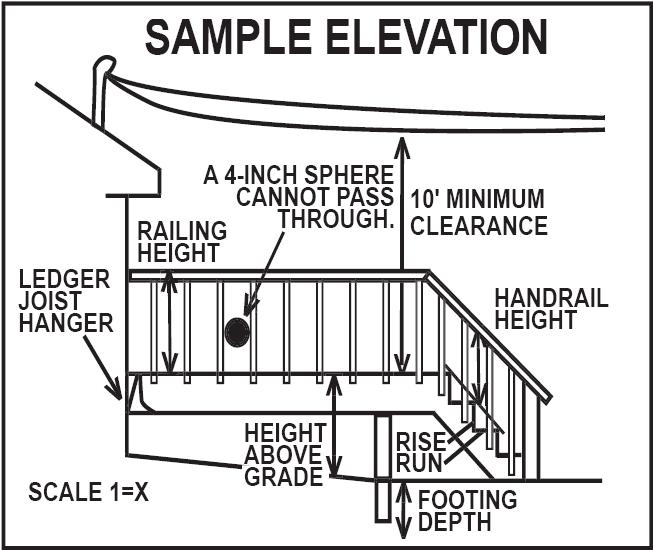 SAMPLE ELEVATION
A 4-INCH SPHERE
CANNOT PASS
THROUGH.
10' MINIMUM
CLEARANCE
RAILING
HEIGHT
LEDGER
JOIST
HANGER
HANDRAIL
HEIGHT
HEIGHT
ABOVE
GRADE
RISE
RUN
SCALE 1=X
FOOTING
DEPTH